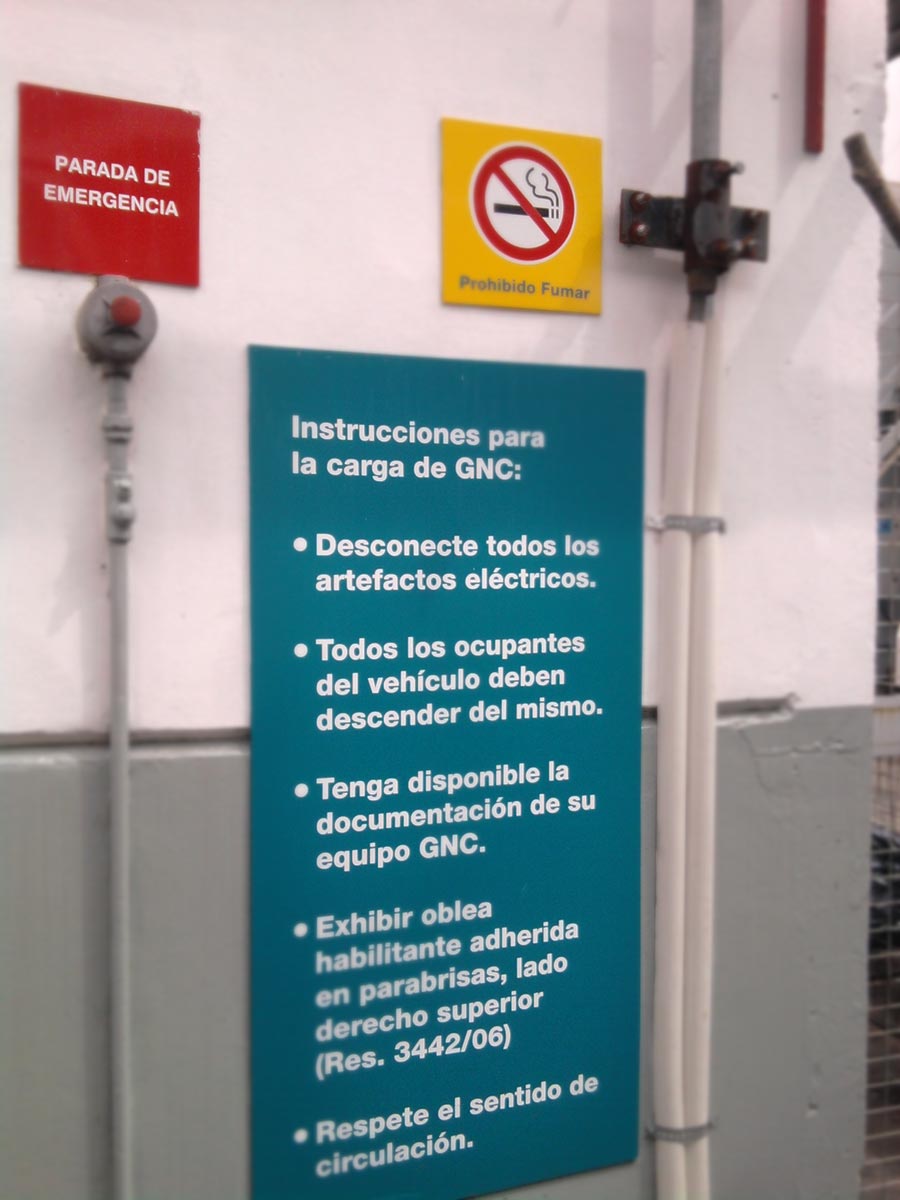 PARADA DE
EMERGENCIA
Prohibido Fumar
Instrucciones para
la carga de GNC:
• Desconecte todos los
artefactos eléctricos.
• Todos los ocupantes
del vehículo deben
descender del mismo.
• Tenga disponible la
documentación de su
equipo GNC.
• Exhibir oblea
habilitante adherida
en parabrisas, lado
derecho superior
(Res. 3442/06)
• Respete el sentido de
circulación.